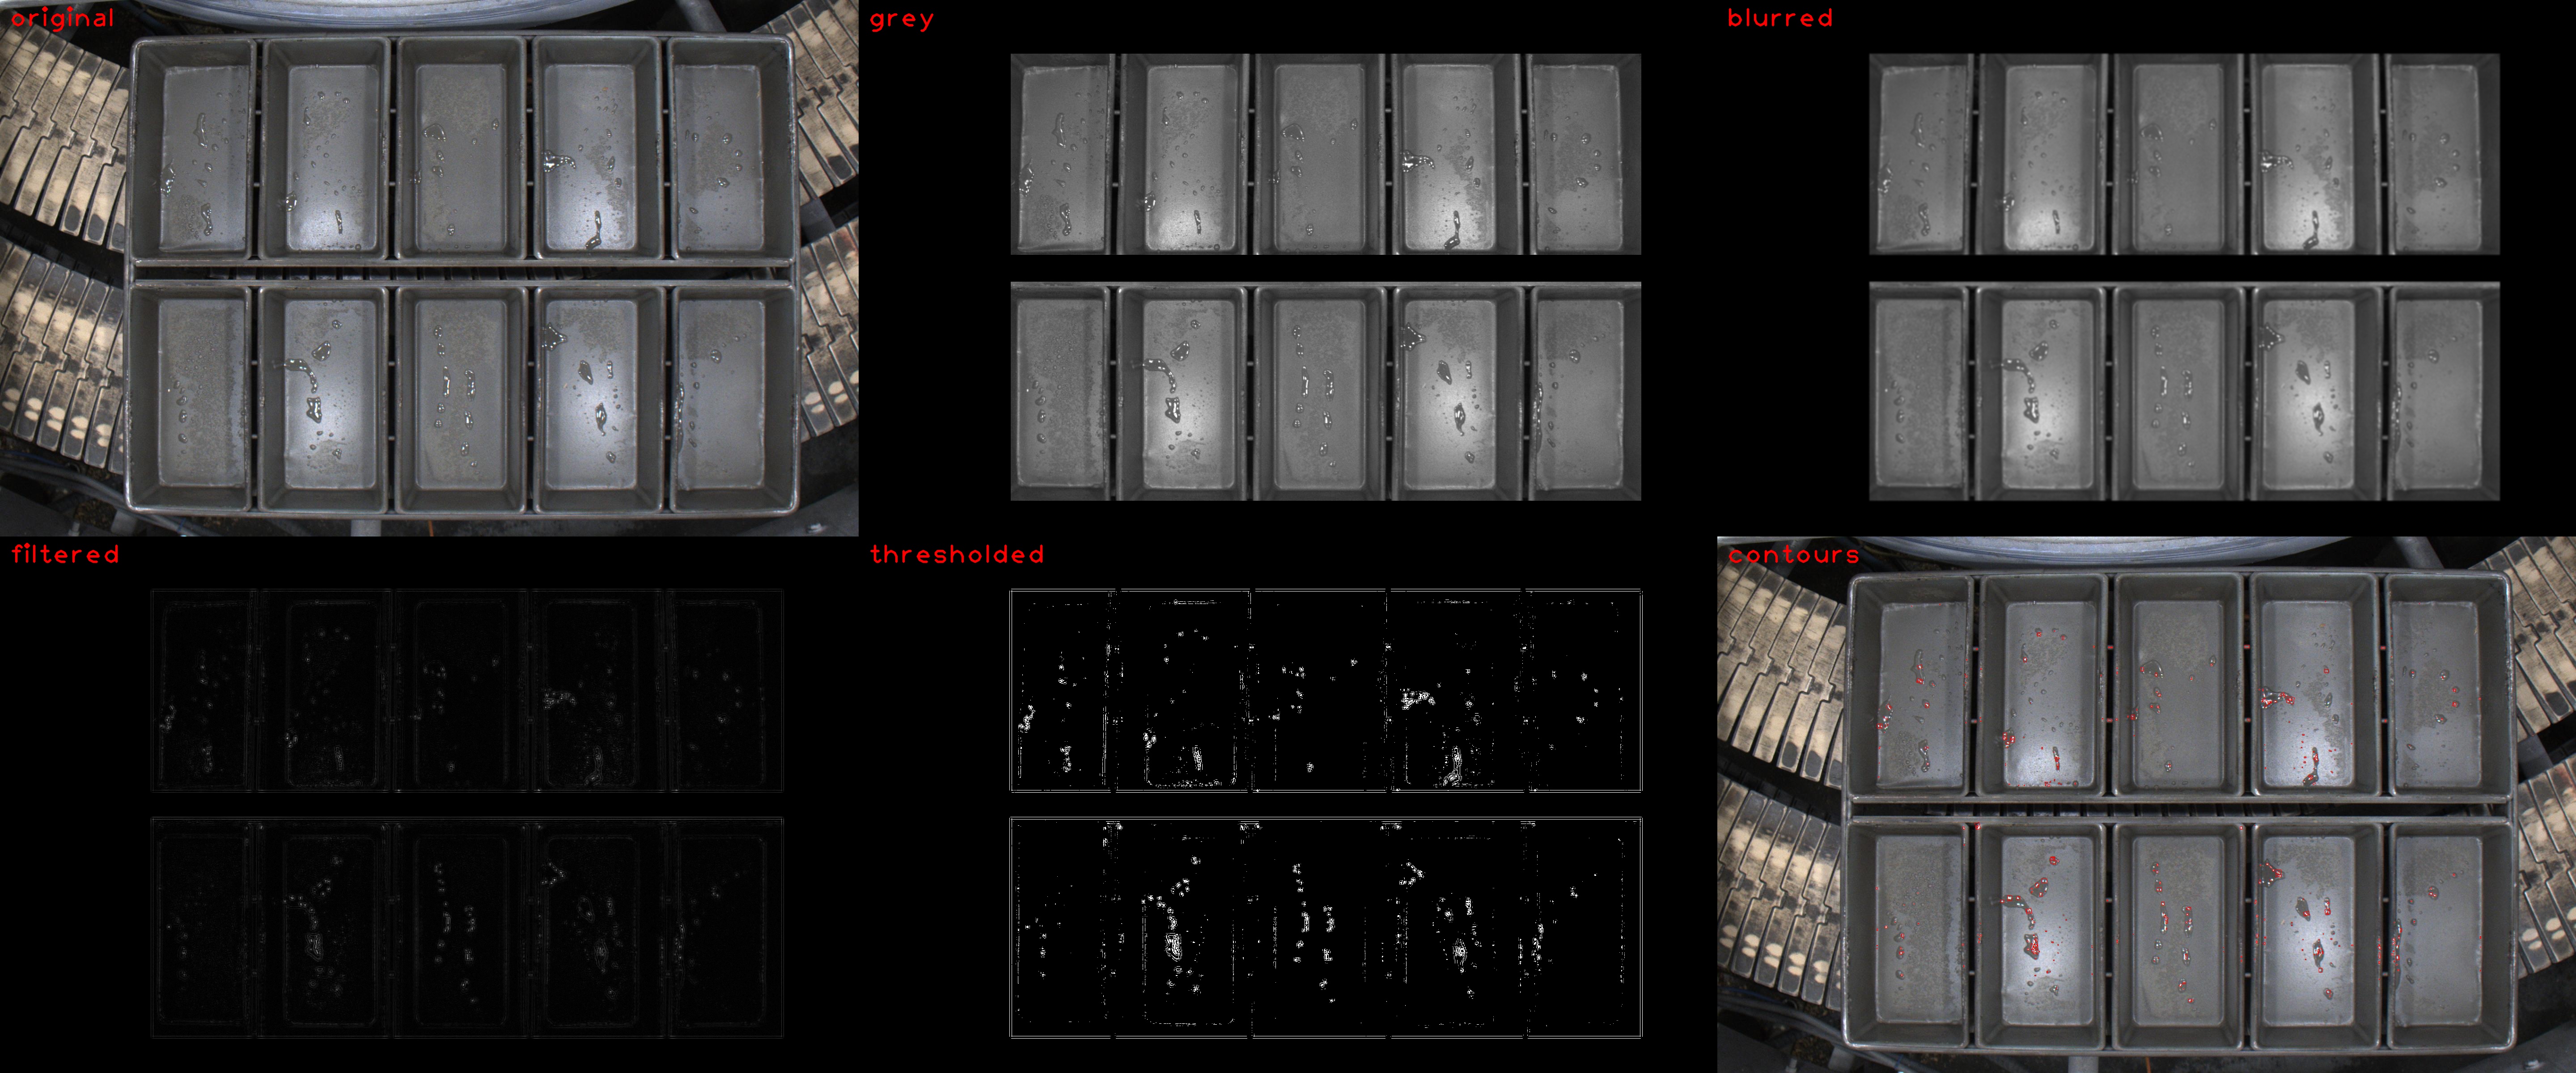 original
grey
blurred
filtered
thresholded
contours